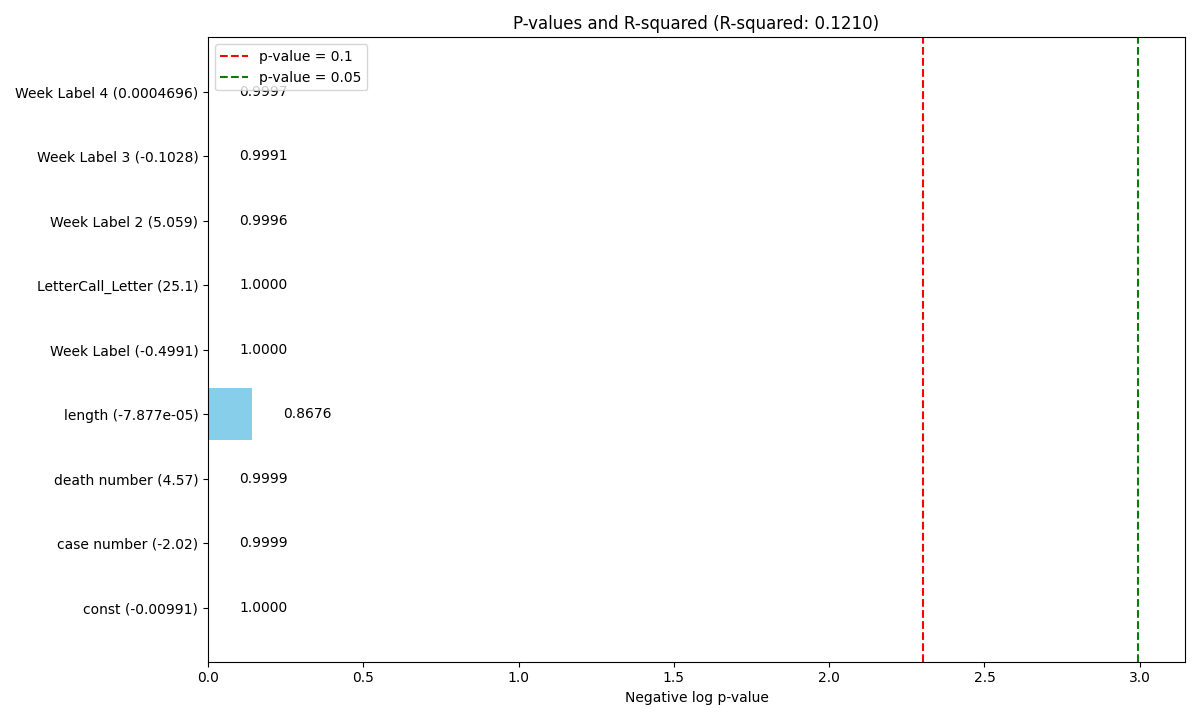 P-values and R-squared (R-squared: 0.1210)
p-value = 0.1
p-value = 0.05
Week Label 4 (0.0004696) 0.9997
Week Label 3 (-0.1028) 0.9991
Week Label 2 (5.059) 0.9996
LetterCall_Letter (25.1) 1.0000
Week Label (-0.4991) 1.0000
length (-7.877e-05) 0.8676
death number (4.57) 0.9999
case number (-2.02) 0.9999
const (-0.00991) 1.0000
0.0 0.5 1.0 1.5 2.0 2.5 3.0
Negative log p-value